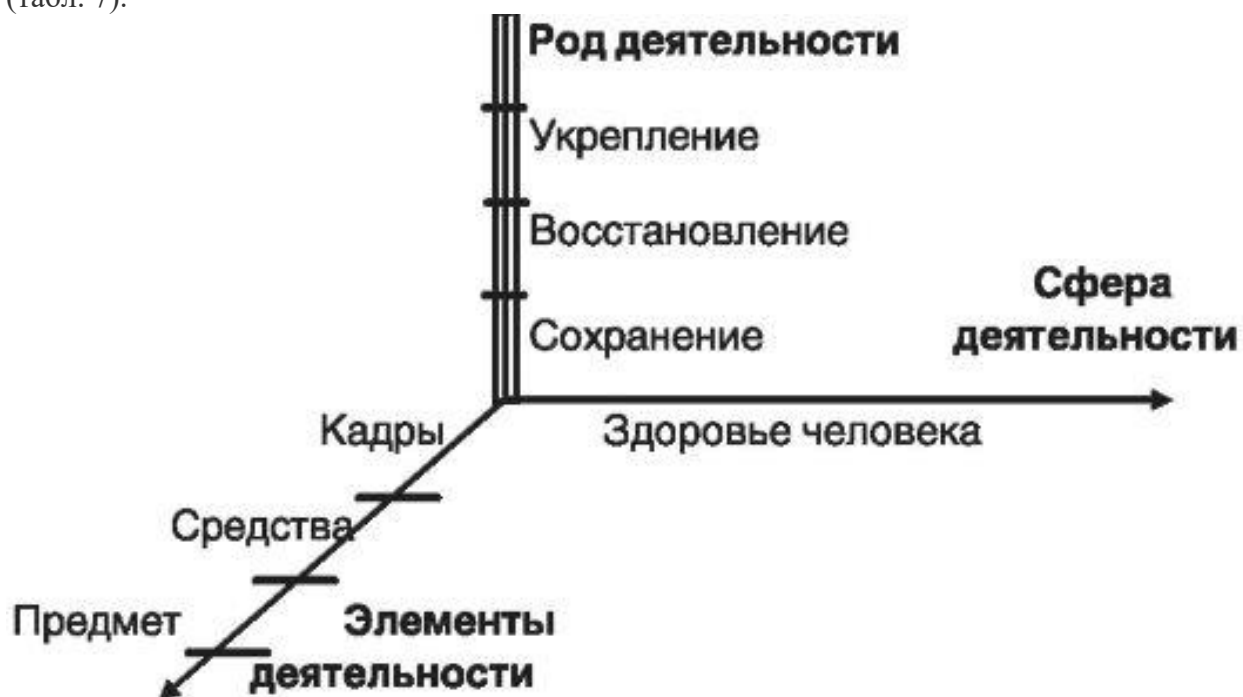 (табл. 7).
Род деятельности
Укрепление
Восстановление
Сохранение
Сфера
деятельности
Кадры
Здоровье человека
Средства
Предмет
Элементы
деятельности